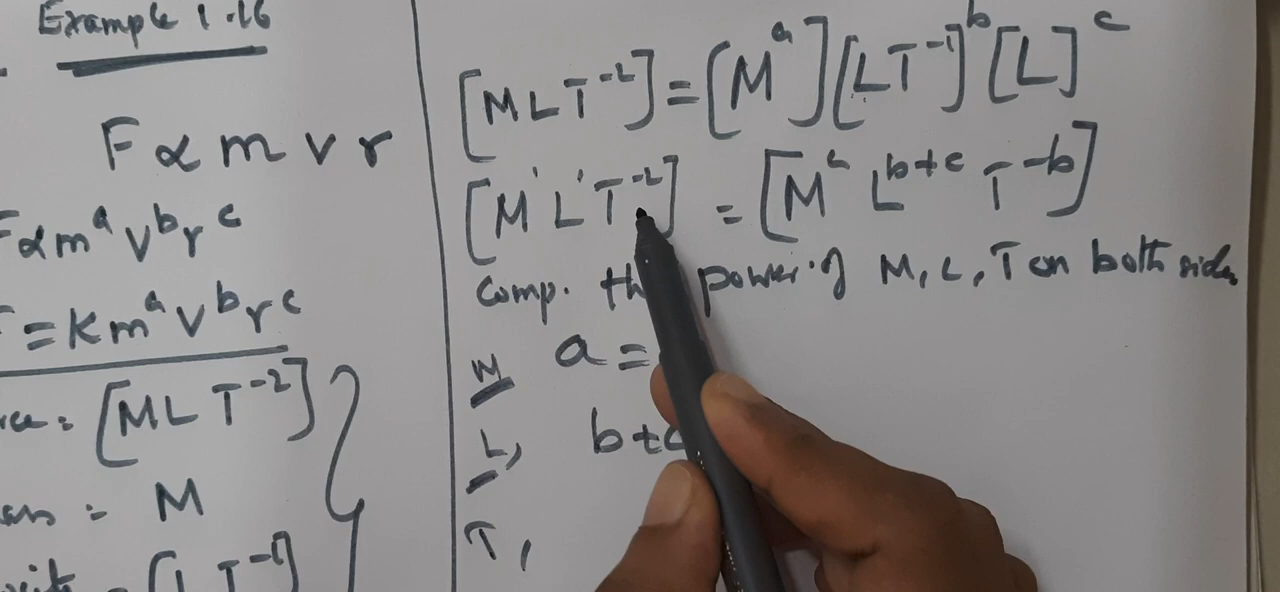 Example 1.16
F ∝ m v r
F ∝ m^a v^b r^c
= K m^a v^b r^c
[MLT^-2]
= M
[LT^-1]
[MLT^-2] = [M^a][LT^-1]^b[L]^c
[M^1 L^1 T^-2] = [M^a L^b+c T^-b]
Comp. the power of M, L, T on both sides
M a =
L, b+c
T,